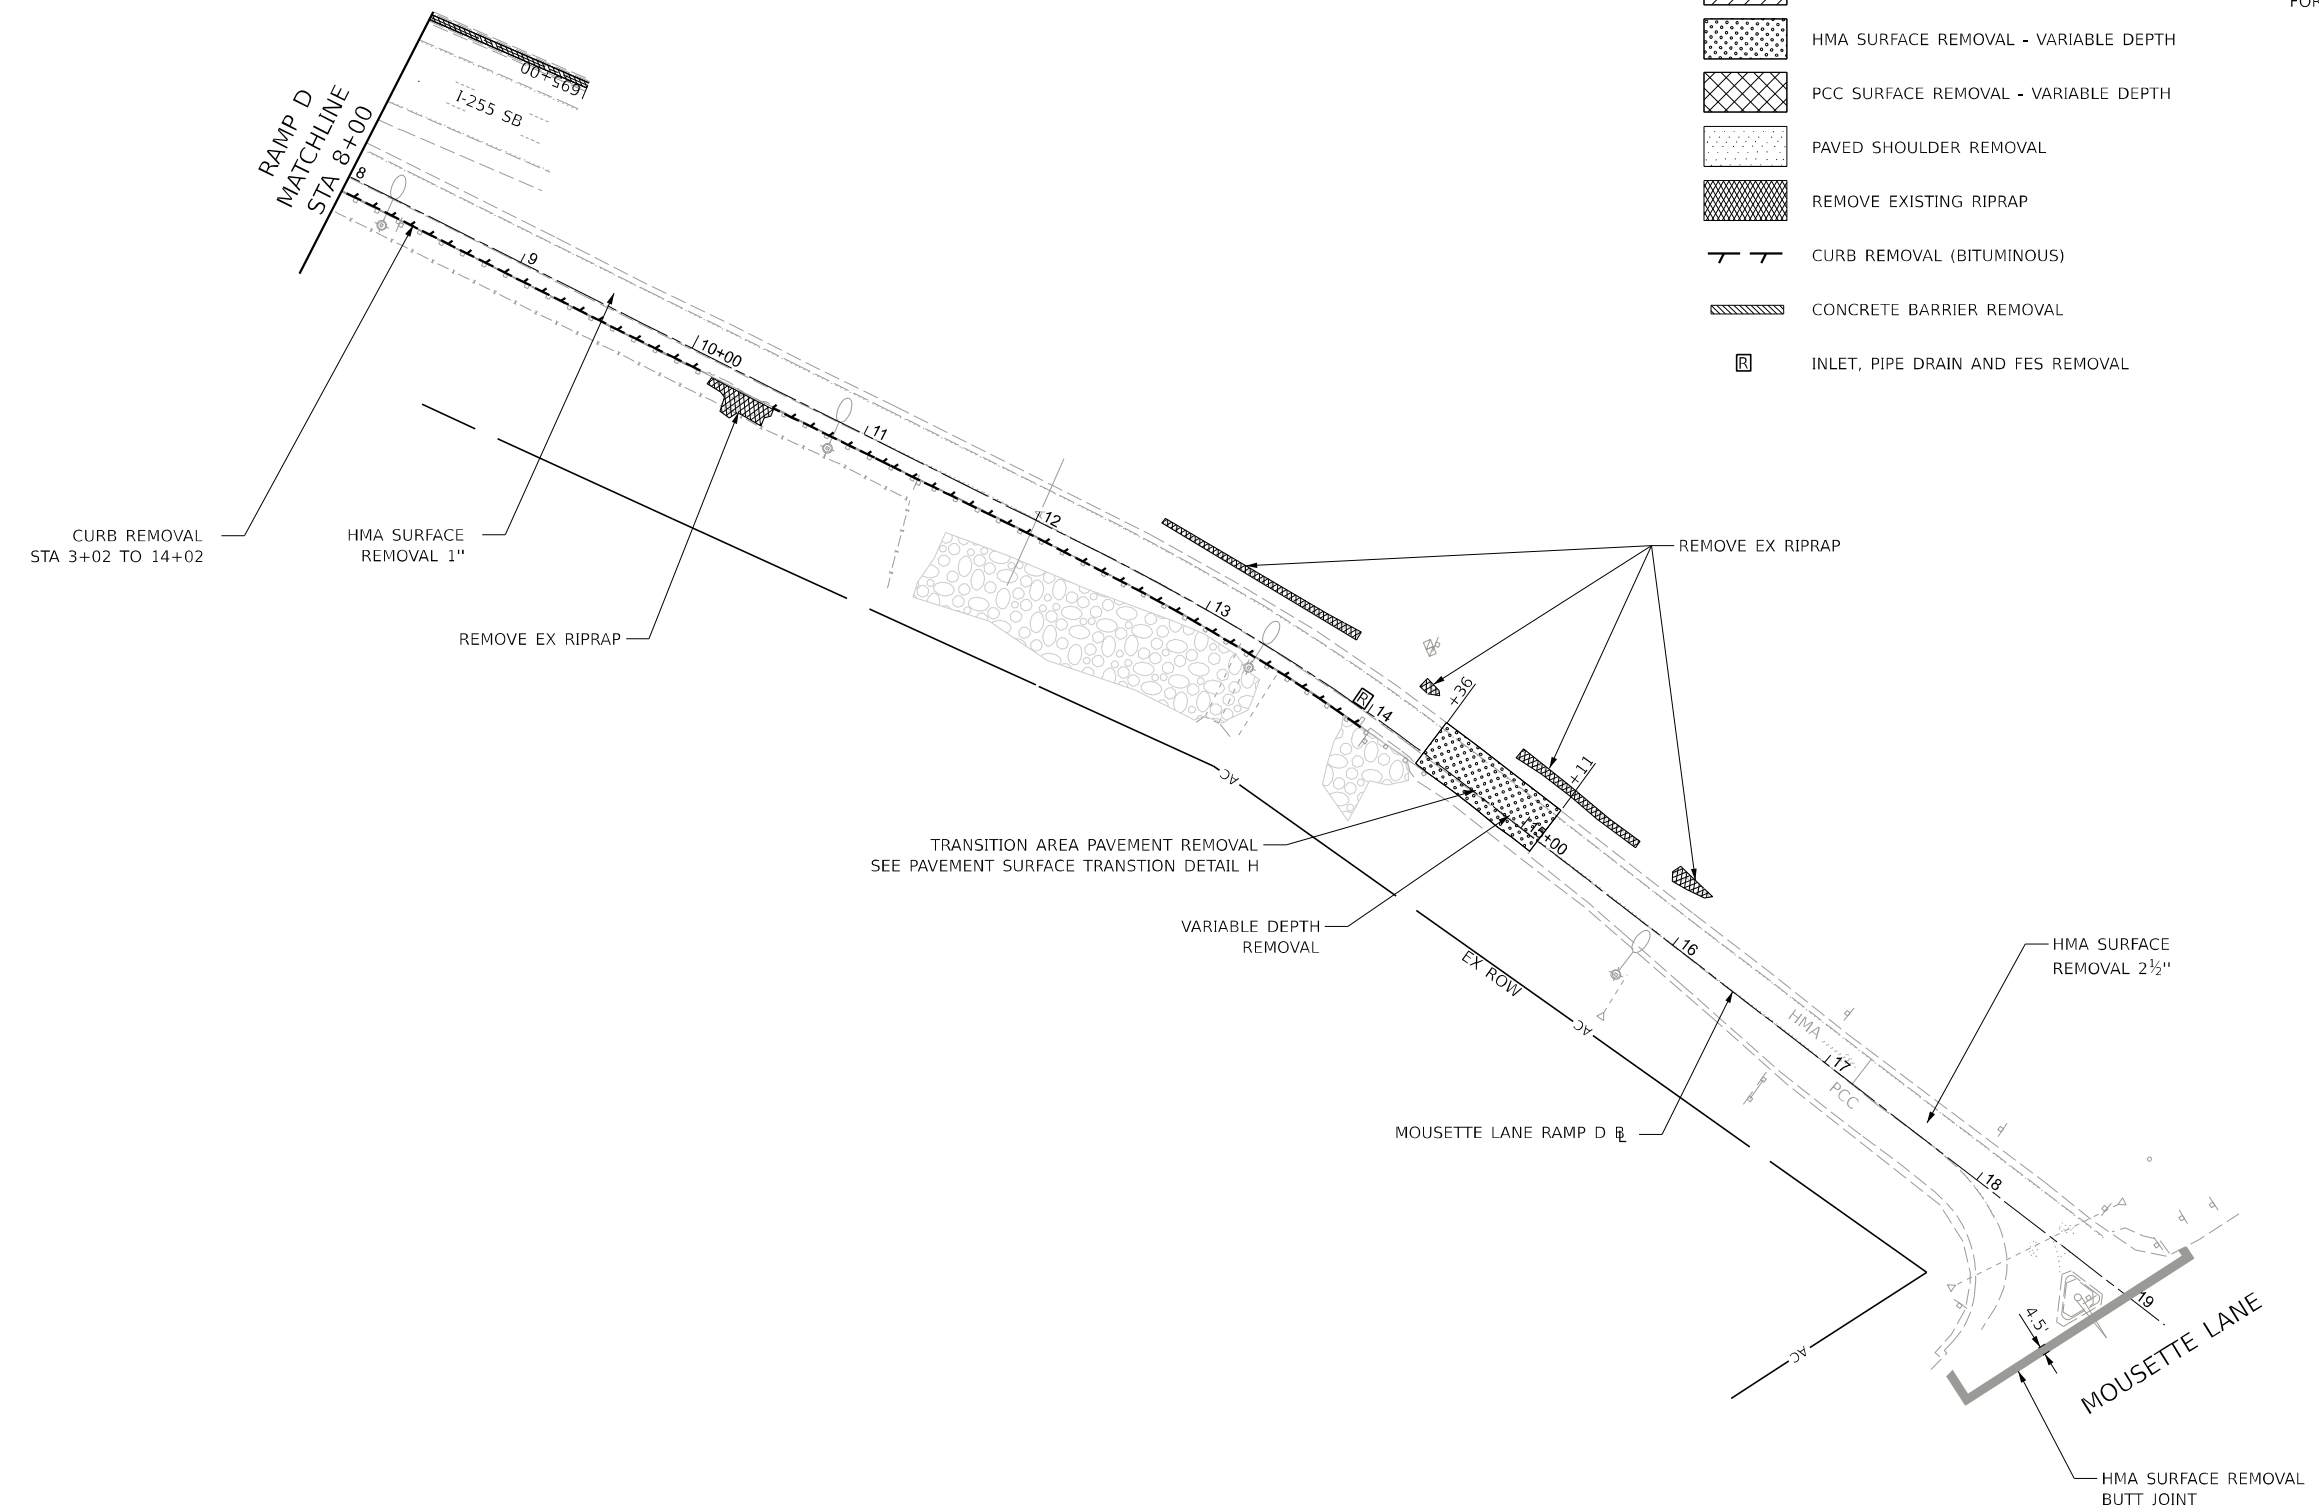 FOR
HMA SURFACE REMOVAL - VARIABLE DEPTH
PCC SURFACE REMOVAL - VARIABLE DEPTH
PAVED SHOULDER REMOVAL
REMOVE EXISTING RIPRAP
CURB REMOVAL (BITUMINOUS)
CONCRETE BARRIER REMOVAL
R
INLET, PIPE DRAIN AND FES REMOVAL
1695+00
I-255 SB
RAMP D
MATCHLINE
STA 8+00
8
9
10+00
11
12
13
14
+36
+11
15+00
16
17
18
19
CURB REMOVAL
STA 3+02 TO 14+02
HMA SURFACE
REMOVAL 1"
REMOVE EX RIPRAP
REMOVE EX RIPRAP
R
AC
TRANSITION AREA PAVEMENT REMOVAL
SEE PAVEMENT SURFACE TRANSTION DETAIL H
VARIABLE DEPTH
REMOVAL
EX ROW
AC
HMA SURFACE
REMOVAL 2½"
HMA
PCC
MOUSETTE LANE RAMP D BL
4.5'
AC
MOUSETTE LANE
HMA SURFACE REMOVAL
BUTT JOINT